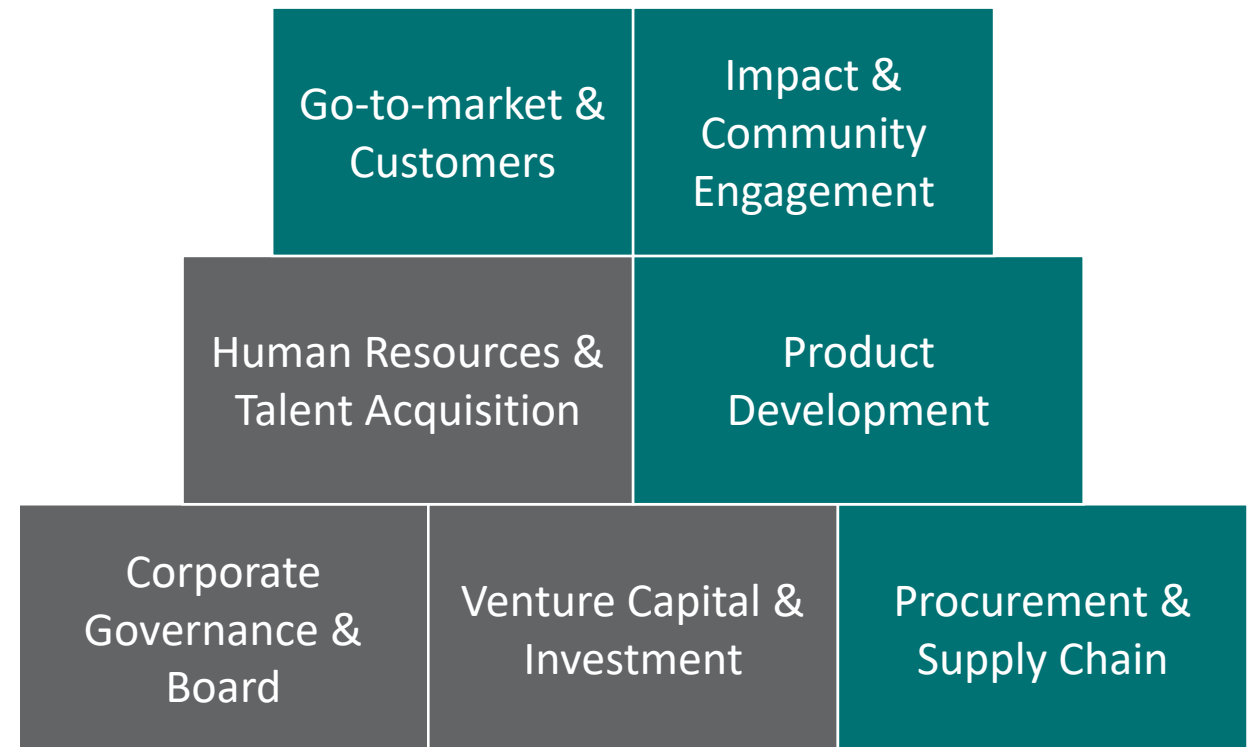 Go-to-market &
Customers
Impact &
Community
Engagement
Human Resources &
Talent Acquisition
Product
Development
Corporate
Governance &
Board
Venture Capital &
Investment
Procurement &
Supply Chain